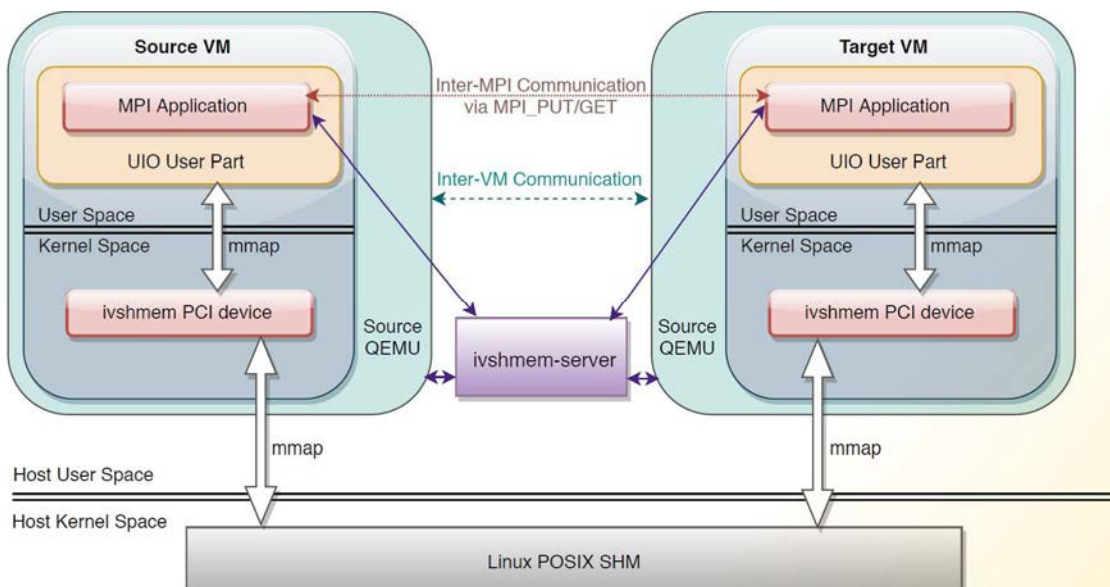 Source VM
MPI Application
UIO User Part
User Space
Kernel Space
mmap
ivshmem PCI device
Source
QEMU
mmap
Inter-MPI Communication
via MPI_PUT/GET
Inter-VM Communication
ivshmem-server
Target VM
MPI Application
UIO User Part
User Space
Kernel Space
mmap
ivshmem PCI device
Source
QEMU
mmap
Host User Space
Host Kernel Space
Linux POSIX SHM